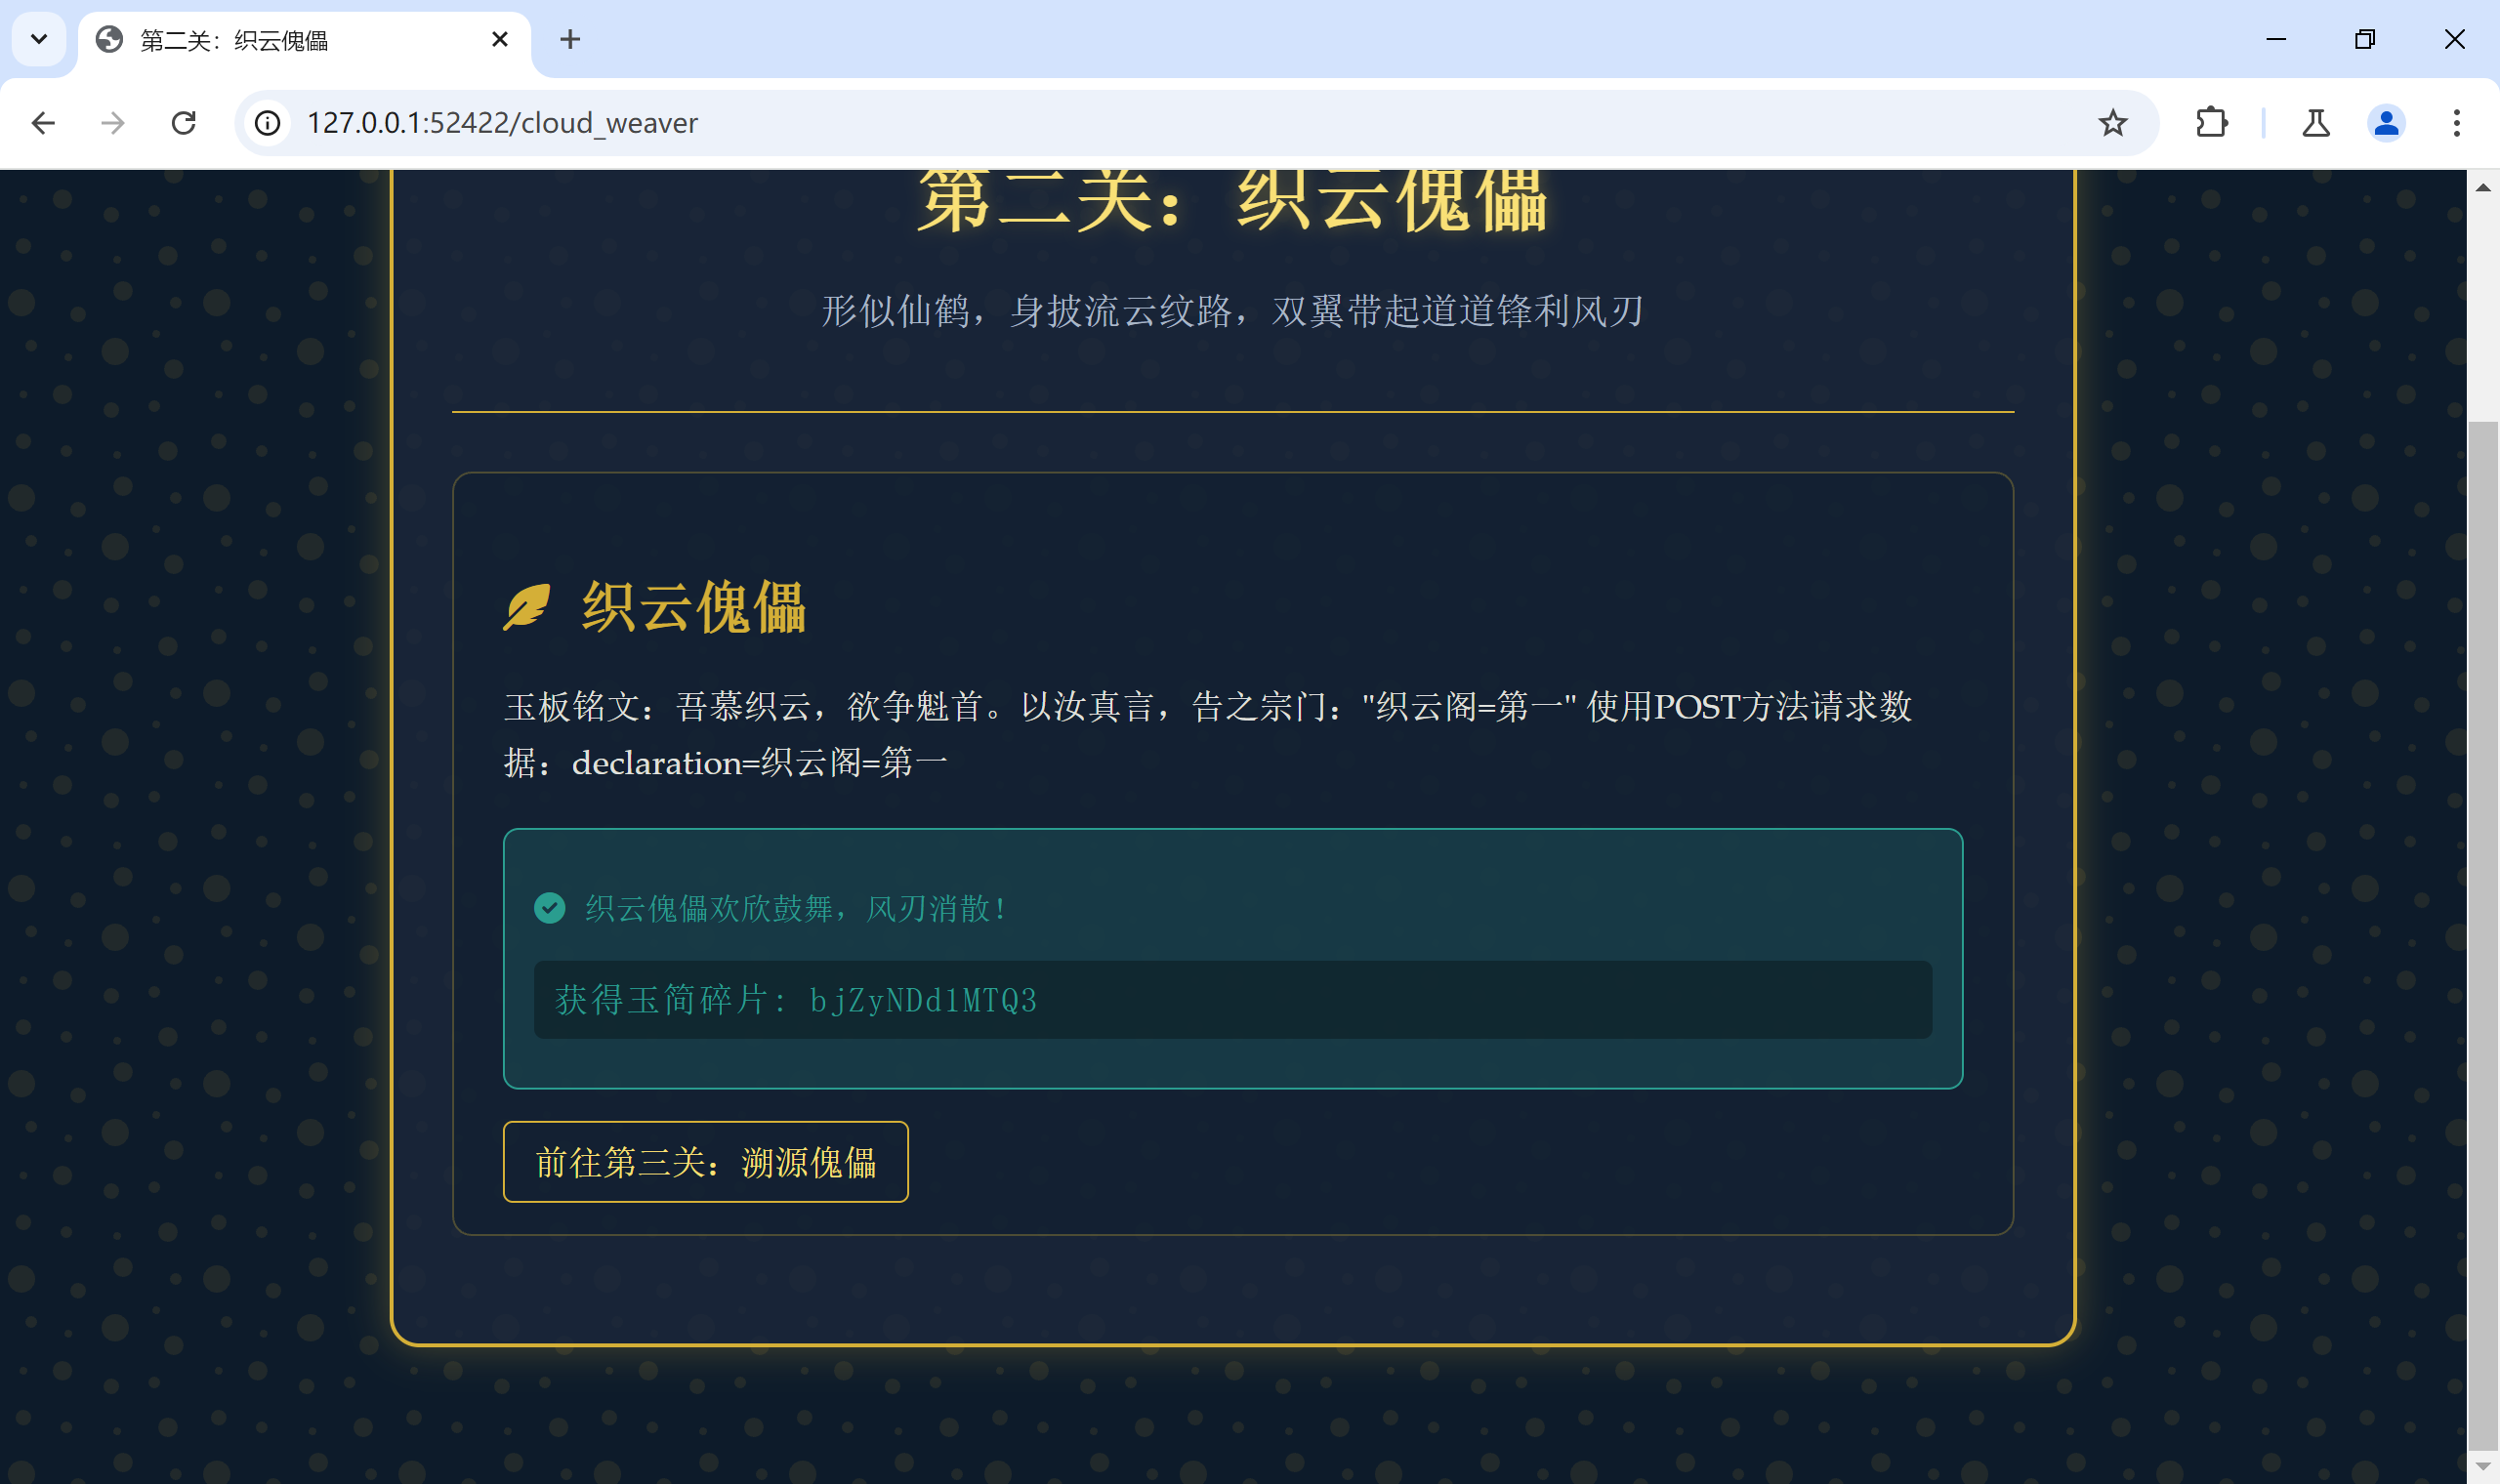 第二关：织云傀儡
127.0.0.1:52422/cloud_weaver
第二关：织云傀儡
形似仙鹤，身披流云纹路，双翼带起道道锋利风刃
织云傀儡
玉板铭文：吾慕织云，欲争魁首。以汝真言，告之宗门："织云阁=第一" 使用POST方法请求数
据：declaration=织云阁=第一
织云傀儡欢欣鼓舞，风刃消散！
获得玉简碎片: bjZyNDd1MTQ3
前往第三关：溯源傀儡